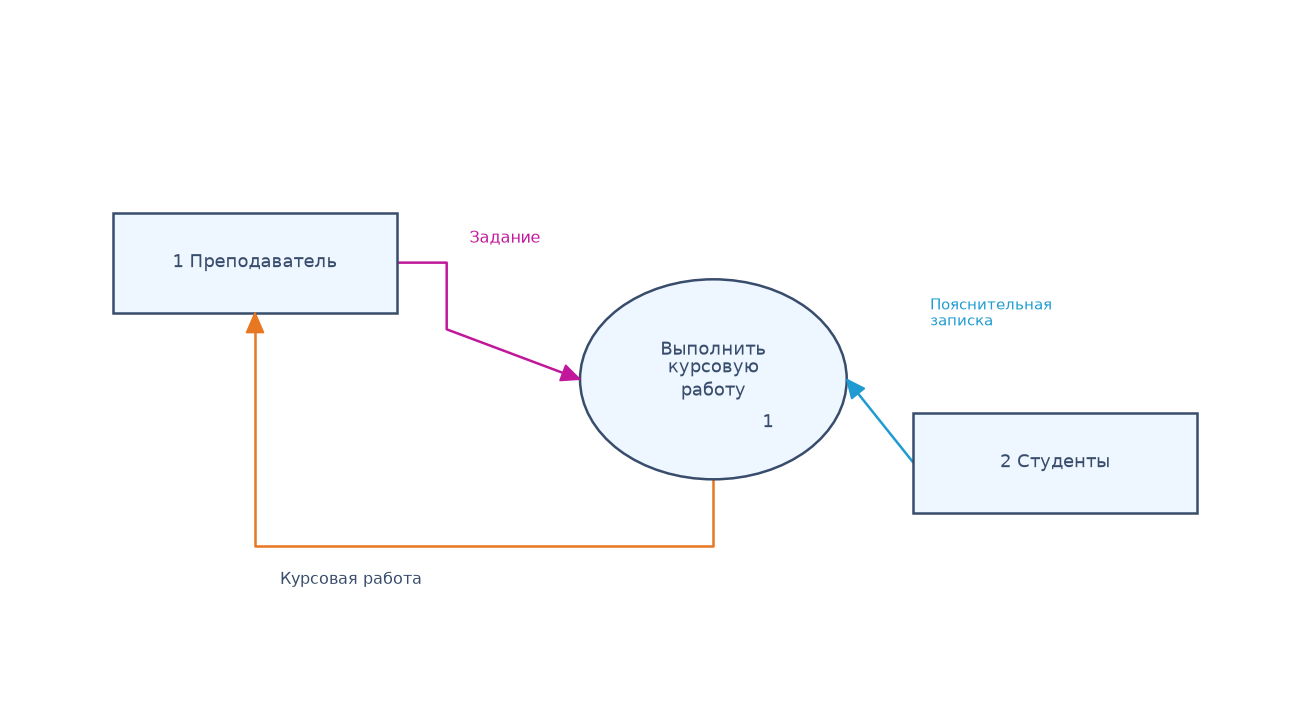 Задание
1 Преподаватель
Пояснительная
записка
Выполнить
курсовую
работу
1
2 Студенты
Курсовая работа